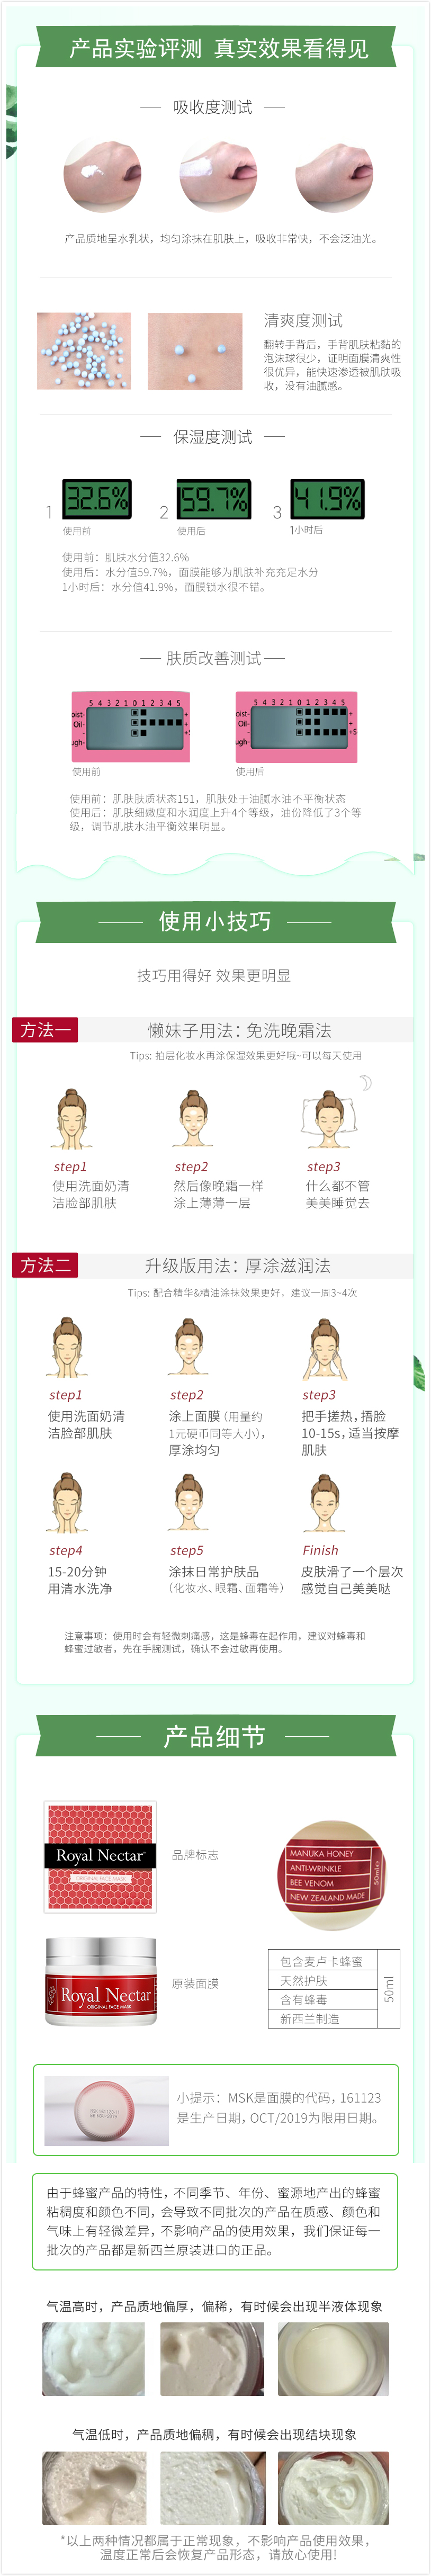 产品实验评测 真实效果看得见
吸收度测试
产品质地呈水乳状，均匀涂抹在肌肤上，吸收非常快，不会泛油光。
清爽度测试
翻转手背后，手背肌肤粘黏的
泡沫球很少，证明面膜清爽性
很优异，能快速渗透被肌肤吸
收，没有油腻感。
保湿度测试
1 32.6%
使用前
2 59.7%
使用后
3 41.9%
1小时后
使用前：肌肤水分值32.6%
使用后：水分值59.7%，面膜能够为肌肤补充充足水分
1小时后：水分值41.9%，面膜锁水很不错。
肤质改善测试
5 4 3 2 1 0 1 2 3 4 5
oist-
Oil-
ugh-
使用前
5 4 3 2 1 0 1 2 3 4 5
oist-
Oil-
ugh-
使用后
使用前：肌肤肤质状态151，肌肤处于油腻水油不平衡状态
使用后：肌肤细嫩度和水润度上升4个等级，油份降低了3个等
级，调节肌肤水油平衡效果明显。
使用小技巧
技巧用得好 效果更明显
方法一
懒妹子用法：免洗晚霜法
Tips: 拍层化妆水再涂保湿效果更好哦~可以每天使用
step1
使用洗面奶清
洁脸部肌肤
step2
然后像晚霜一样
涂上薄薄一层
step3
什么都不管
美美睡觉去
方法二
升级版用法：厚涂滋润法
Tips: 配合精华&精油涂抹效果更好，建议一周3~4次
step1
使用洗面奶清
洁脸部肌肤
step2
涂上面膜（用量约
1元硬币同等大小），
厚涂均匀
step3
把手搓热，捂脸
10-15s，适当按摩
肌肤
step4
15-20分钟
用清水洗净
step5
涂抹日常护肤品
（化妆水、眼霜、面霜等）
Finish
皮肤滑了一个层次
感觉自己美美哒
注意事项：使用时会有轻微刺痛感，这是蜂毒在起作用，建议对蜂毒和
蜂蜜过敏者，先在手腕测试，确认不会过敏再使用。
产品细节
Royal Nectar
ORIGINAL FACE MASK
品牌标志
MANUKA HONEY
ANTI-WRINKLE
BEE VENOM
NEW ZEALAND MADE
50ml
Royal Nectar
ORIGINAL FACE MASK
原装面膜
包含麦卢卡蜂蜜
天然护肤
含有蜂毒
新西兰制造
50ml
小提示：MSK是面膜的代码，161123
是生产日期，OCT/2019为限用日期。
由于蜂蜜产品的特性，不同季节、年份、蜜源地产出的蜂蜜
粘稠度和颜色不同，会导致不同批次的产品在质感、颜色和
气味上有轻微差异，不影响产品的使用效果，我们保证每一
批次的产品都是新西兰原装进口的正品。
气温高时，产品质地偏厚，偏稀，有时候会出现半液体现象
气温低时，产品质地偏稠，有时候会出现结块现象
*以上两种情况都属于正常现象，不影响产品使用效果，
温度正常后会恢复产品形态，请放心使用!